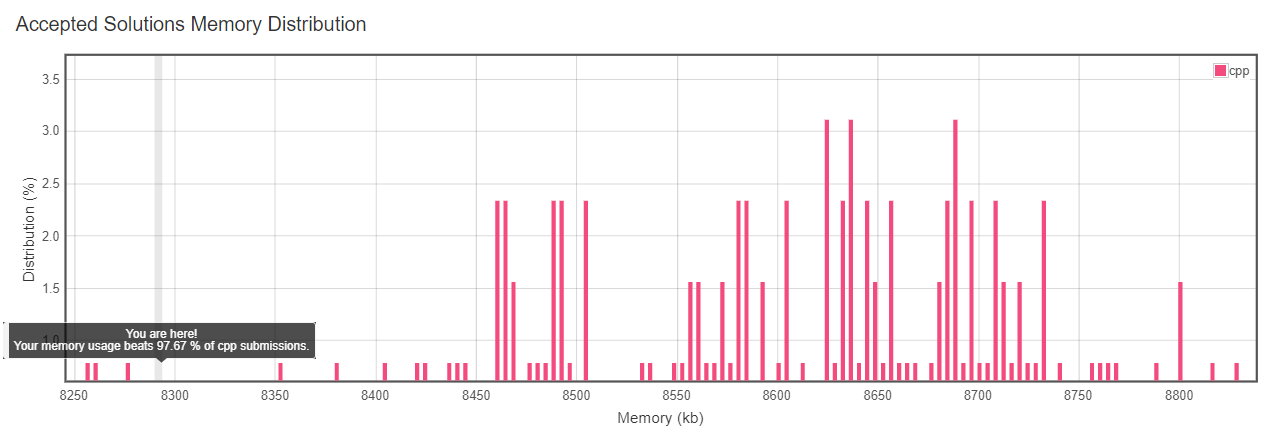 Accepted Solutions Memory Distribution
cpp
3.5
3.0
2.5
2.0
1.5
1.0
Distribution (%)
You are here!
Your memory usage beats 97.67 % of cpp submissions.
8250 8300 8350 8400 8450 8500 8550 8600 8650 8700 8750 8800
Memory (kb)